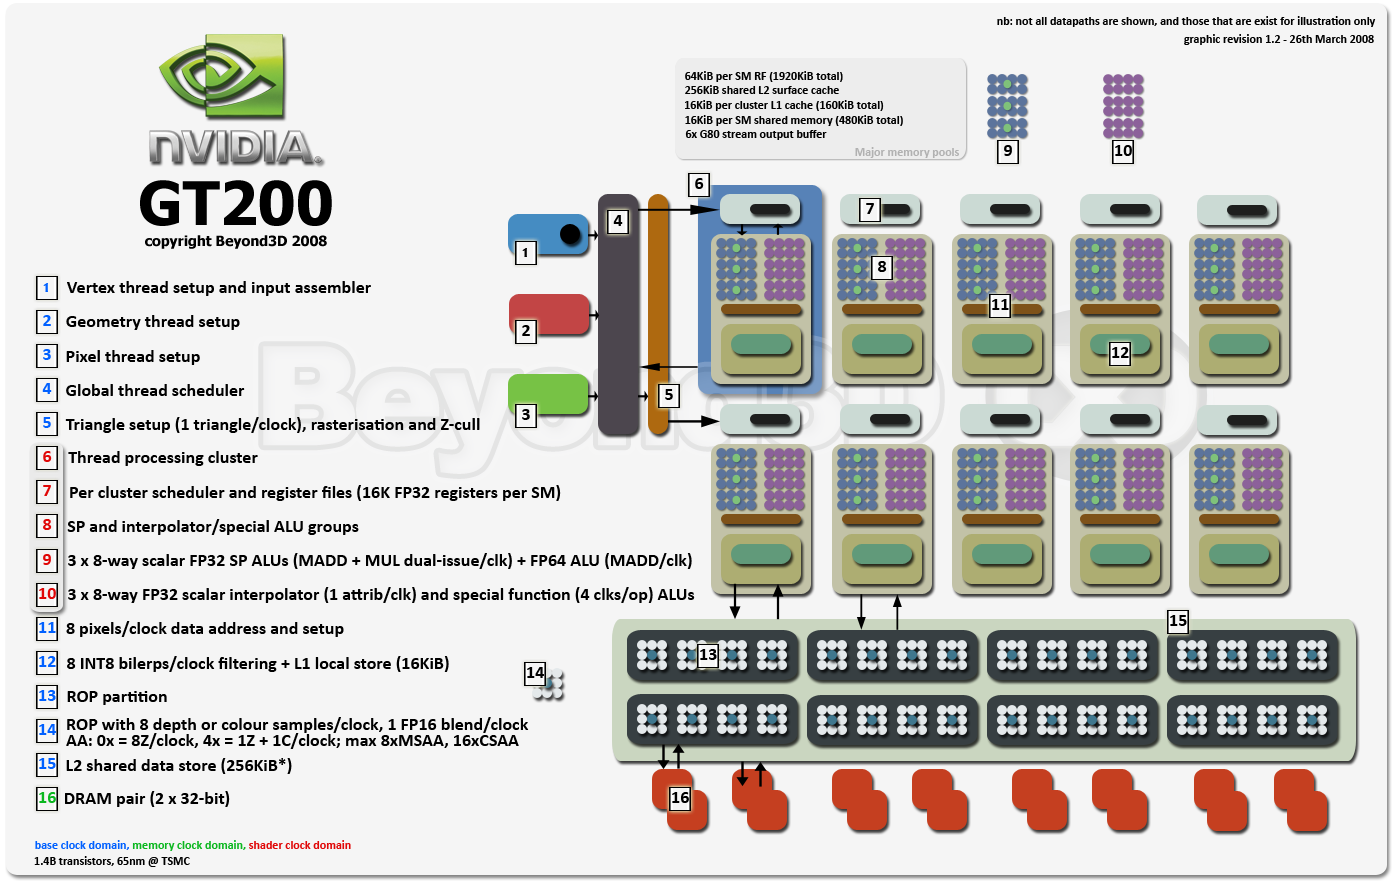 nb: not all datapaths are shown, and those that are exist for illustration only
graphic revision 1.2 - 26th March 2008
NVIDIA®
GT200
copyright Beyond3D 2008
64KiB per SM RF (1920KiB total)
256KiB shared L2 surface cache
16KiB per cluster L1 cache (160KiB total)
16KiB per SM shared memory (480KiB total)
6x G80 stream output buffer
Major memory pools
9
10
6
7
4
1
8
2
11
12
5
3
1 Vertex thread setup and input assembler
2 Geometry thread setup
3 Pixel thread setup
4 Global thread scheduler
5 Triangle setup (1 triangle/clock), rasterisation and Z-cull
6 Thread processing cluster
7 Per cluster scheduler and register files (16K FP32 registers per SM)
8 SP and interpolator/special ALU groups
9 3 x 8-way scalar FP32 SP ALUs (MADD + MUL dual-issue/clk) + FP64 ALU (MADD/clk)
10 3 x 8-way FP32 scalar interpolator (1 attrib/clk) and special function (4 clks/op) ALUs
11 8 pixels/clock data address and setup
12 8 INT8 bilerps/clock filtering + L1 local store (16KiB)
13 ROP partition
14 ROP with 8 depth or colour samples/clock, 1 FP16 blend/clock
AA: 0x = 8Z/clock, 4x = 1Z + 1C/clock; max 8xMSAA, 16xCSAA
15 L2 shared data store (256KiB*)
16 DRAM pair (2 x 32-bit)
15
13
14
16
Beyond3D
base clock domain, memory clock domain, shader clock domain
1.4B transistors, 65nm @ TSMC